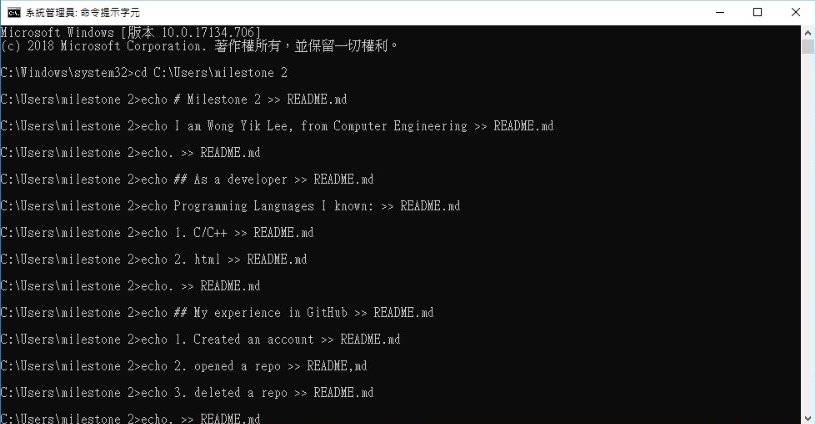 系統管理員: 命令提示字元
Microsoft Windows [版本 10.0.17134.706]
(c) 2018 Microsoft Corporation. 著作權所有，並保留一切權利。
C:\Windows\system32>cd C:\Users\milestone 2
C:\Users\milestone 2>echo # Milestone 2 >> README.md
C:\Users\milestone 2>echo I am Wong Yik Lee, from Computer Engineering >> README.md
C:\Users\milestone 2>echo. >> README.md
C:\Users\milestone 2>echo ## As a developer >> README.md
C:\Users\milestone 2>echo Programming Languages I known: >> README.md
C:\Users\milestone 2>echo 1. C/C++ >> README.md
C:\Users\milestone 2>echo 2. html >> README.md
C:\Users\milestone 2>echo. >> README.md
C:\Users\milestone 2>echo ## My experience in GitHub >> README.md
C:\Users\milestone 2>echo 1. Created an account >> README.md
C:\Users\milestone 2>echo 2. opened a repo >> README,md
C:\Users\milestone 2>echo 3. deleted a repo >> README.md
C:\Users\milestone 2>echo. >> README.md